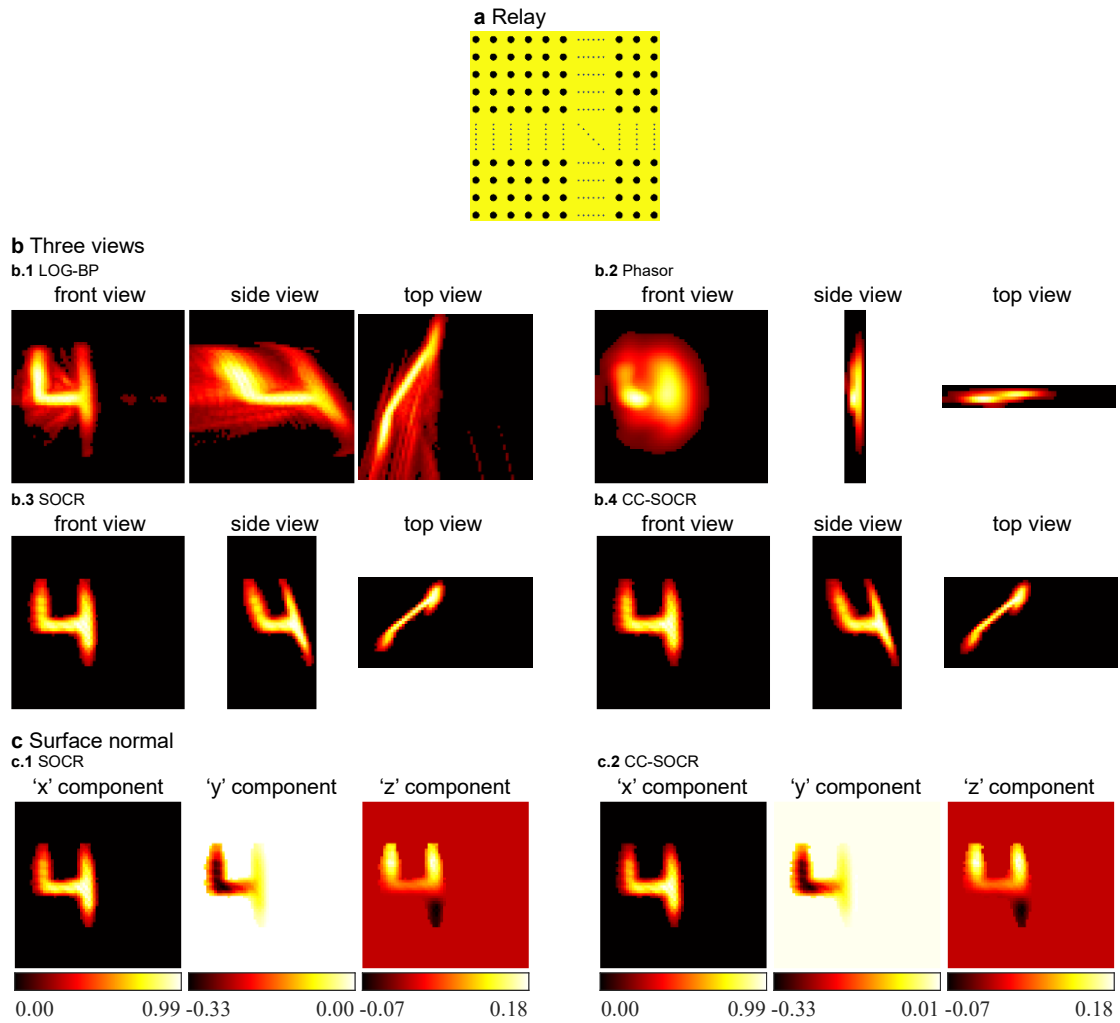 a Relay
b Three views
b.1 LOG-BP
front view side view top view
b.2 Phasor
front view side view top view
b.3 SOCR
front view side view top view
b.4 CC-SOCR
front view side view top view
c Surface normal
c.1 SOCR
‘x’ component ‘y’ component ‘z’ component
0.00 0.99 -0.33 0.00 -0.07 0.18
c.2 CC-SOCR
‘x’ component ‘y’ component ‘z’ component
0.00 0.99 -0.33 0.01 -0.07 0.18